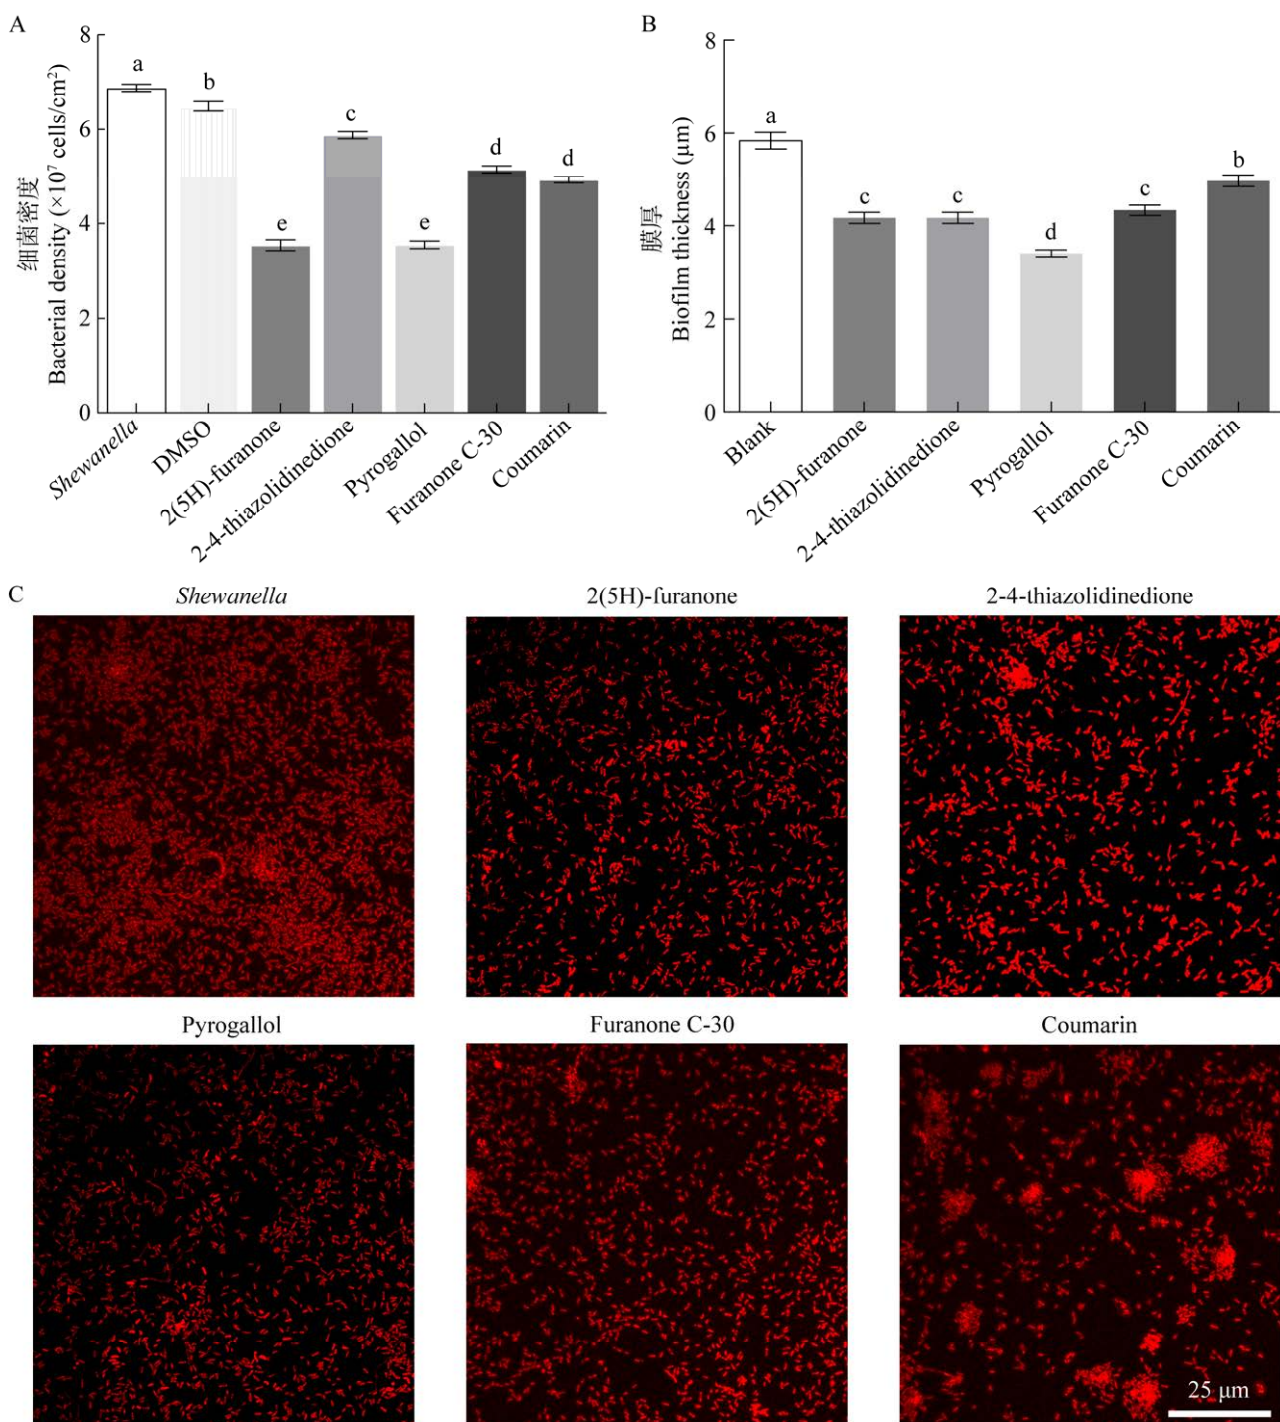 A
细菌密度
Bacterial density (×10⁷ cells/cm²)
8
6
4
2
0
a
b
e
c
e
d
d
Shewanella
DMSO
2(5H)-furanone
2-4-thiazolidinedione
Pyrogallol
Furanone C-30
Coumarin
B
膜厚
Biofilm thickness (μm)
8
6
4
2
0
a
c
c
d
c
b
Blank
2(5H)-furanone
2-4-thiazolidinedione
Pyrogallol
Furanone C-30
Coumarin
C
Shewanella
2(5H)-furanone
2-4-thiazolidinedione
Pyrogallol
Furanone C-30
Coumarin
25 μm